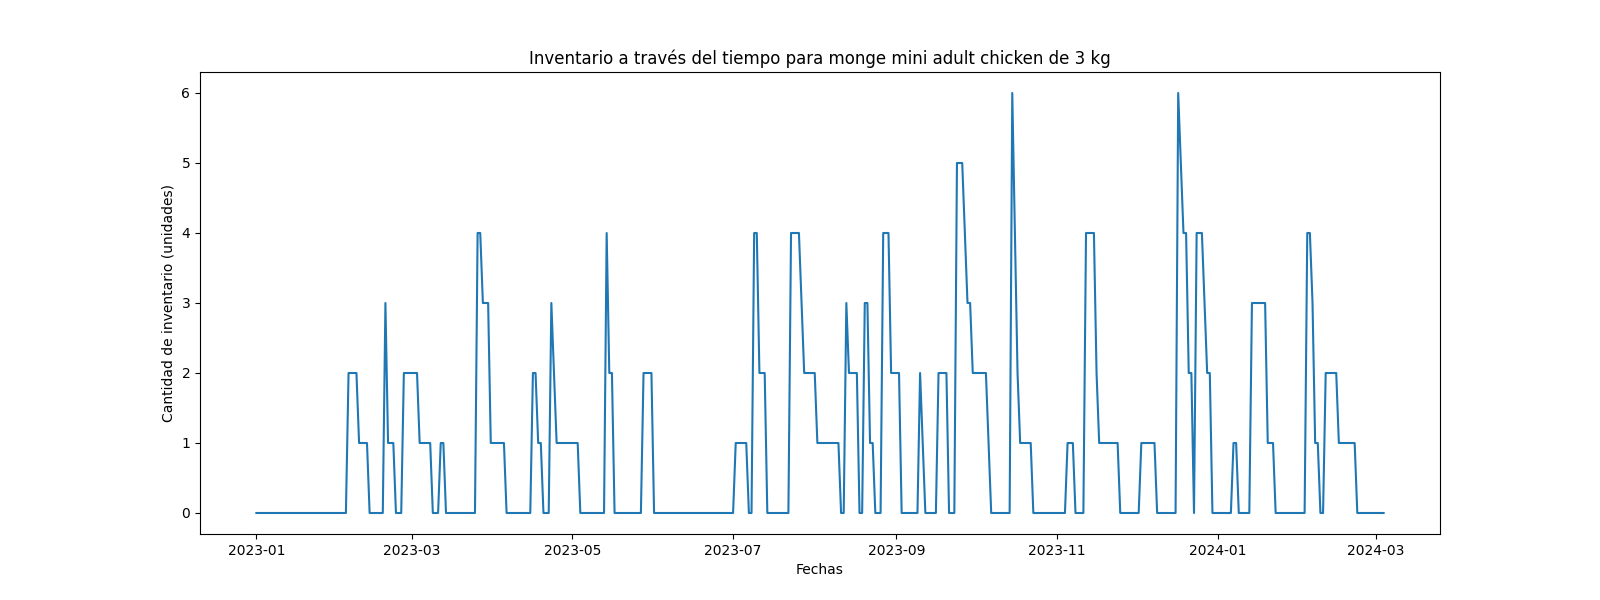 Inventario a través del tiempo para monge mini adult chicken de 3 kg
Cantidad de inventario (unidades)
6
5
4
3
2
1
0
2023-01 2023-03 2023-05 2023-07 2023-09 2023-11 2024-01 2024-03
Fechas